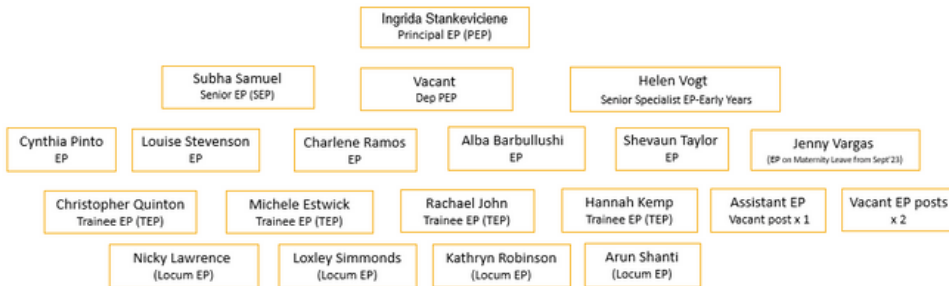 Ingrida Stankeviciene
Principal EP (PEP)
Subha Samuel
Senior EP (SEP)
Vacant
Dep PEP
Helen Vogt
Senior Specialist EP-Early Years
Cynthia Pinto
EP
Louise Stevenson
EP
Charlene Ramos
EP
Alba Barbullushi
EP
Shevaun Taylor
EP
Jenny Vargas
(EP on Maternity Leave from Sept'23)
Christopher Quinton
Trainee EP (TEP)
Michele Estwick
Trainee EP (TEP)
Rachael John
Trainee EP (TEP)
Hannah Kemp
Trainee EP (TEP)
Assistant EP
Vacant post x 1
Vacant EP posts
x 2
Nicky Lawrence
(Locum EP)
Loxley Simmonds
(Locum EP)
Kathryn Robinson
(Locum EP)
Arun Shanti
(Locum EP)